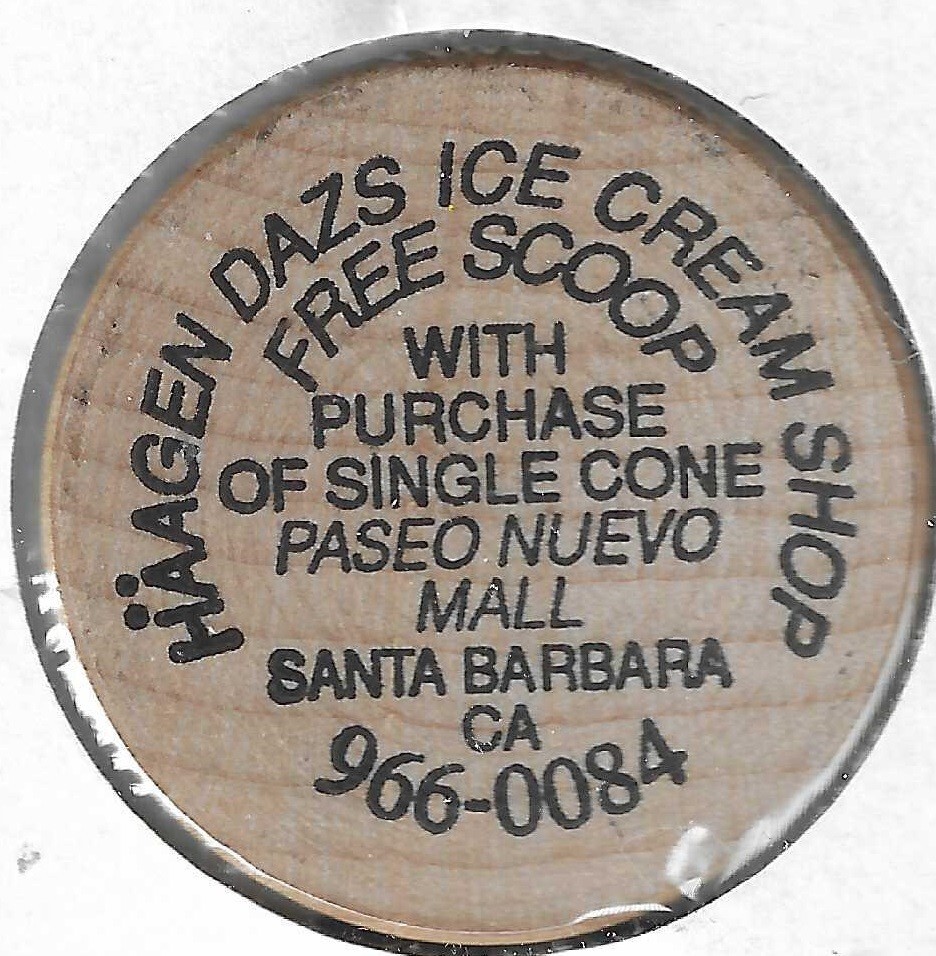 HÄAGEN DAZS ICE CREAM SHOP
FREE SCOOP
WITH
PURCHASE
OF SINGLE CONE
PASEO NUEVO
MALL
SANTA BARBARA
CA
966-0084